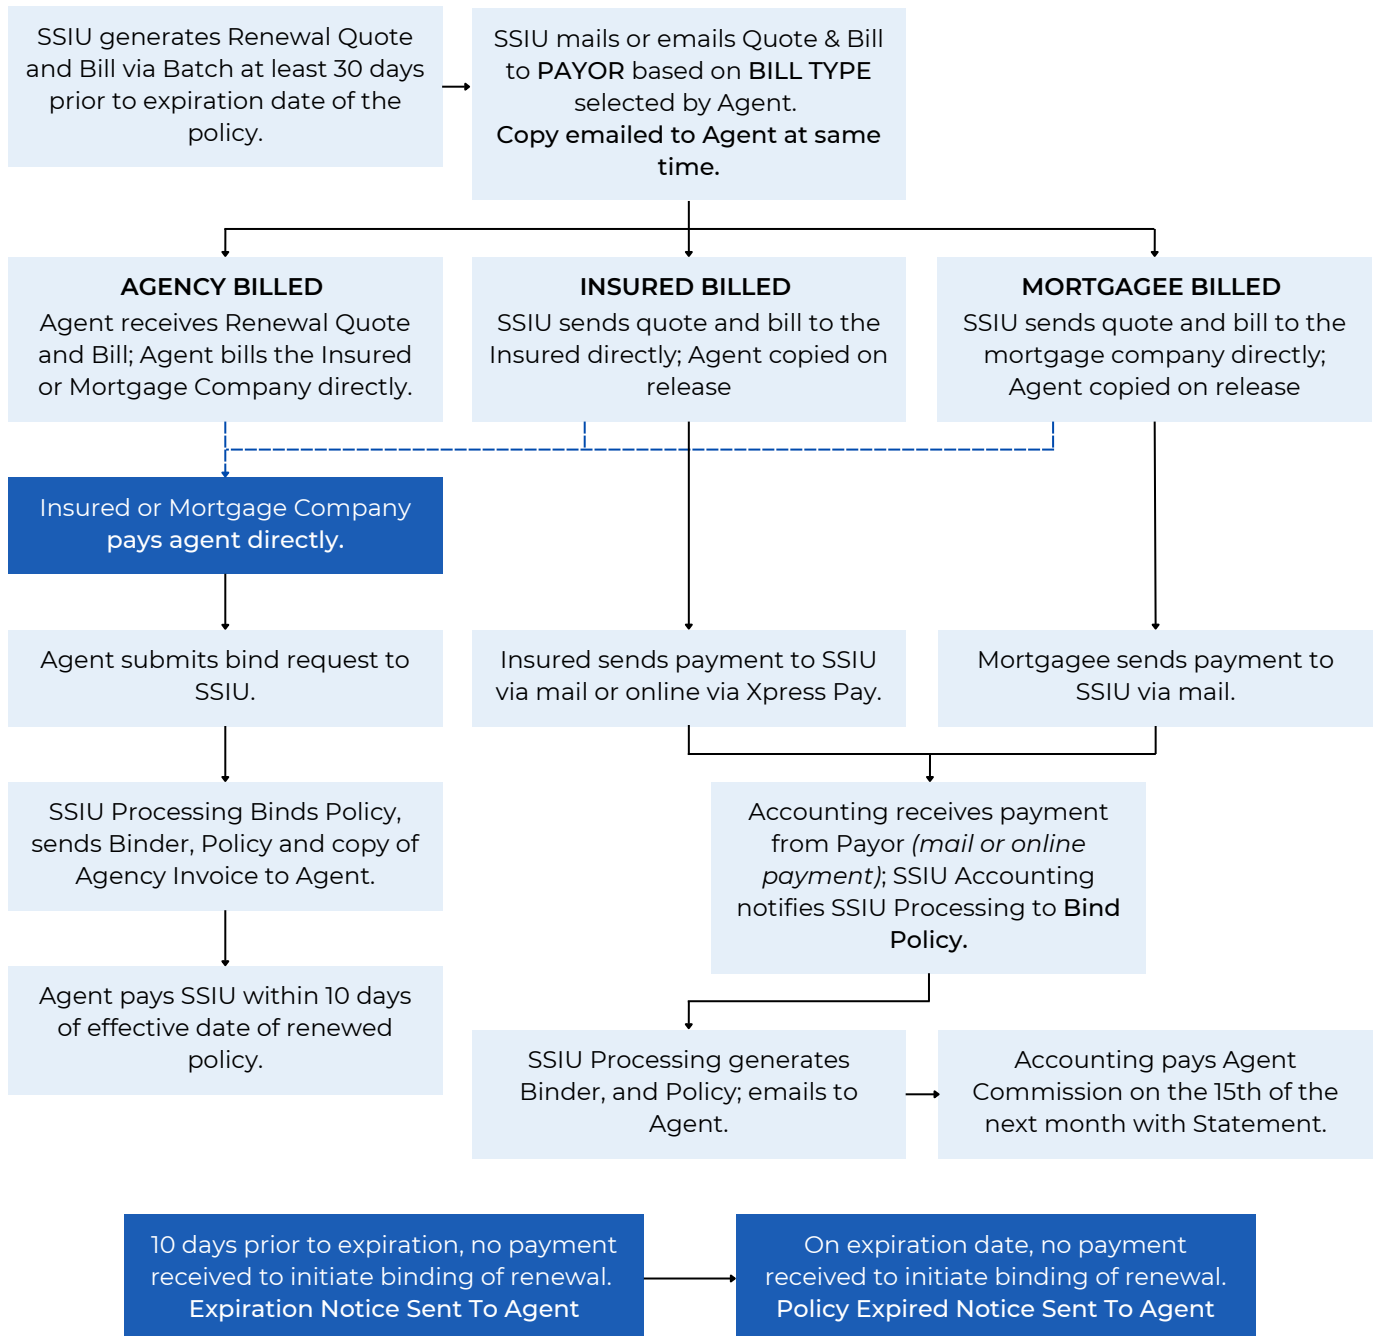 SSIU generates Renewal Quote
and Bill via Batch at least 30 days
prior to expiration date of the
policy.
SSIU mails or emails Quote & Bill
to PAYOR based on BILL TYPE
selected by Agent.
Copy emailed to Agent at same
time.
AGENCY BILLED
Agent receives Renewal Quote
and Bill; Agent bills the Insured
or Mortgage Company directly.
INSURED BILLED
SSIU sends quote and bill to the
Insured directly; Agent copied on
release
MORTGAGEE BILLED
SSIU sends quote and bill to the
mortgage company directly;
Agent copied on release
Insured or Mortgage Company
pays agent directly.
Agent submits bind request to
SSIU.
Insured sends payment to SSIU
via mail or online via Xpress Pay.
Mortgagee sends payment to
SSIU via mail.
SSIU Processing Binds Policy,
sends Binder, Policy and copy of
Agency Invoice to Agent.
Accounting receives payment
from Payor (mail or online
payment); SSIU Accounting
notifies SSIU Processing to Bind
Policy.
Agent pays SSIU within 10 days
of effective date of renewed
policy.
SSIU Processing generates
Binder, and Policy; emails to
Agent.
Accounting pays Agent
Commission on the 15th of the
next month with Statement.
10 days prior to expiration, no payment
received to initiate binding of renewal.
Expiration Notice Sent To Agent
On expiration date, no payment
received to initiate binding of renewal.
Policy Expired Notice Sent To Agent